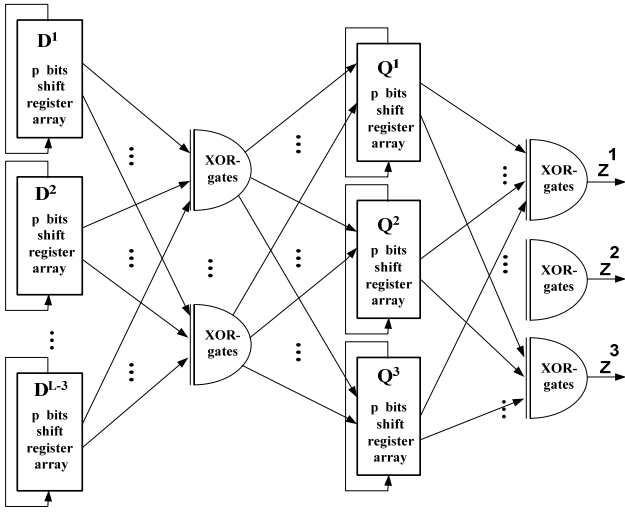 D1
p bits
shift
register
array
D2
p bits
shift
register
array
DL-3
p bits
shift
register
array
XOR-
gates
XOR-
gates
Q1
p bits
shift
register
array
Q2
p bits
shift
register
array
Q3
p bits
shift
register
array
XOR-
gates
Z1
XOR-
gates
Z2
XOR-
gates
Z3